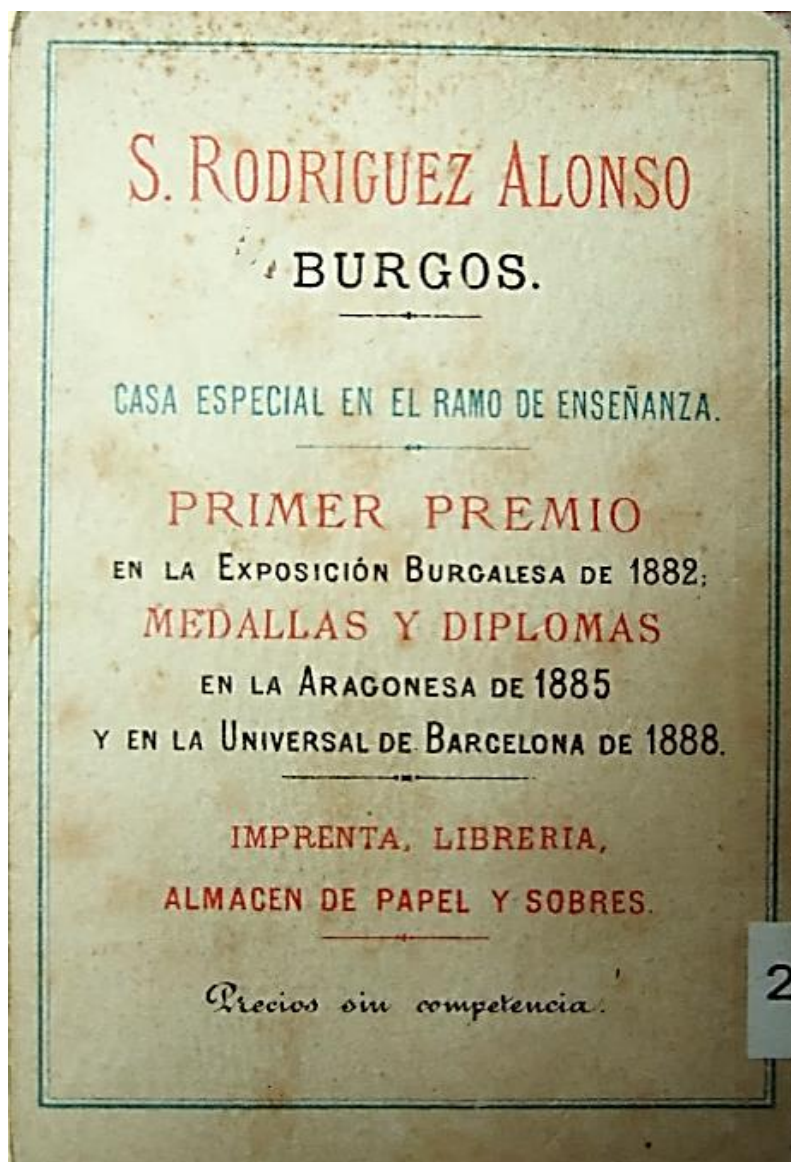 S. RODRIGUEZ ALONSO
BURGOS.
CASA ESPECIAL EN EL RAMO DE ENSEÑANZA.
PRIMER PREMIO
EN LA EXPOSICIÓN BURGALESA DE 1882;
MEDALLAS Y DIPLOMAS
EN LA ARAGONESA DE 1885
Y EN LA UNIVERSAL DE BARCELONA DE 1888.
IMPRENTA, LIBRERIA,
ALMACEN DE PAPEL Y SOBRES.
Precios sin competencia.
2